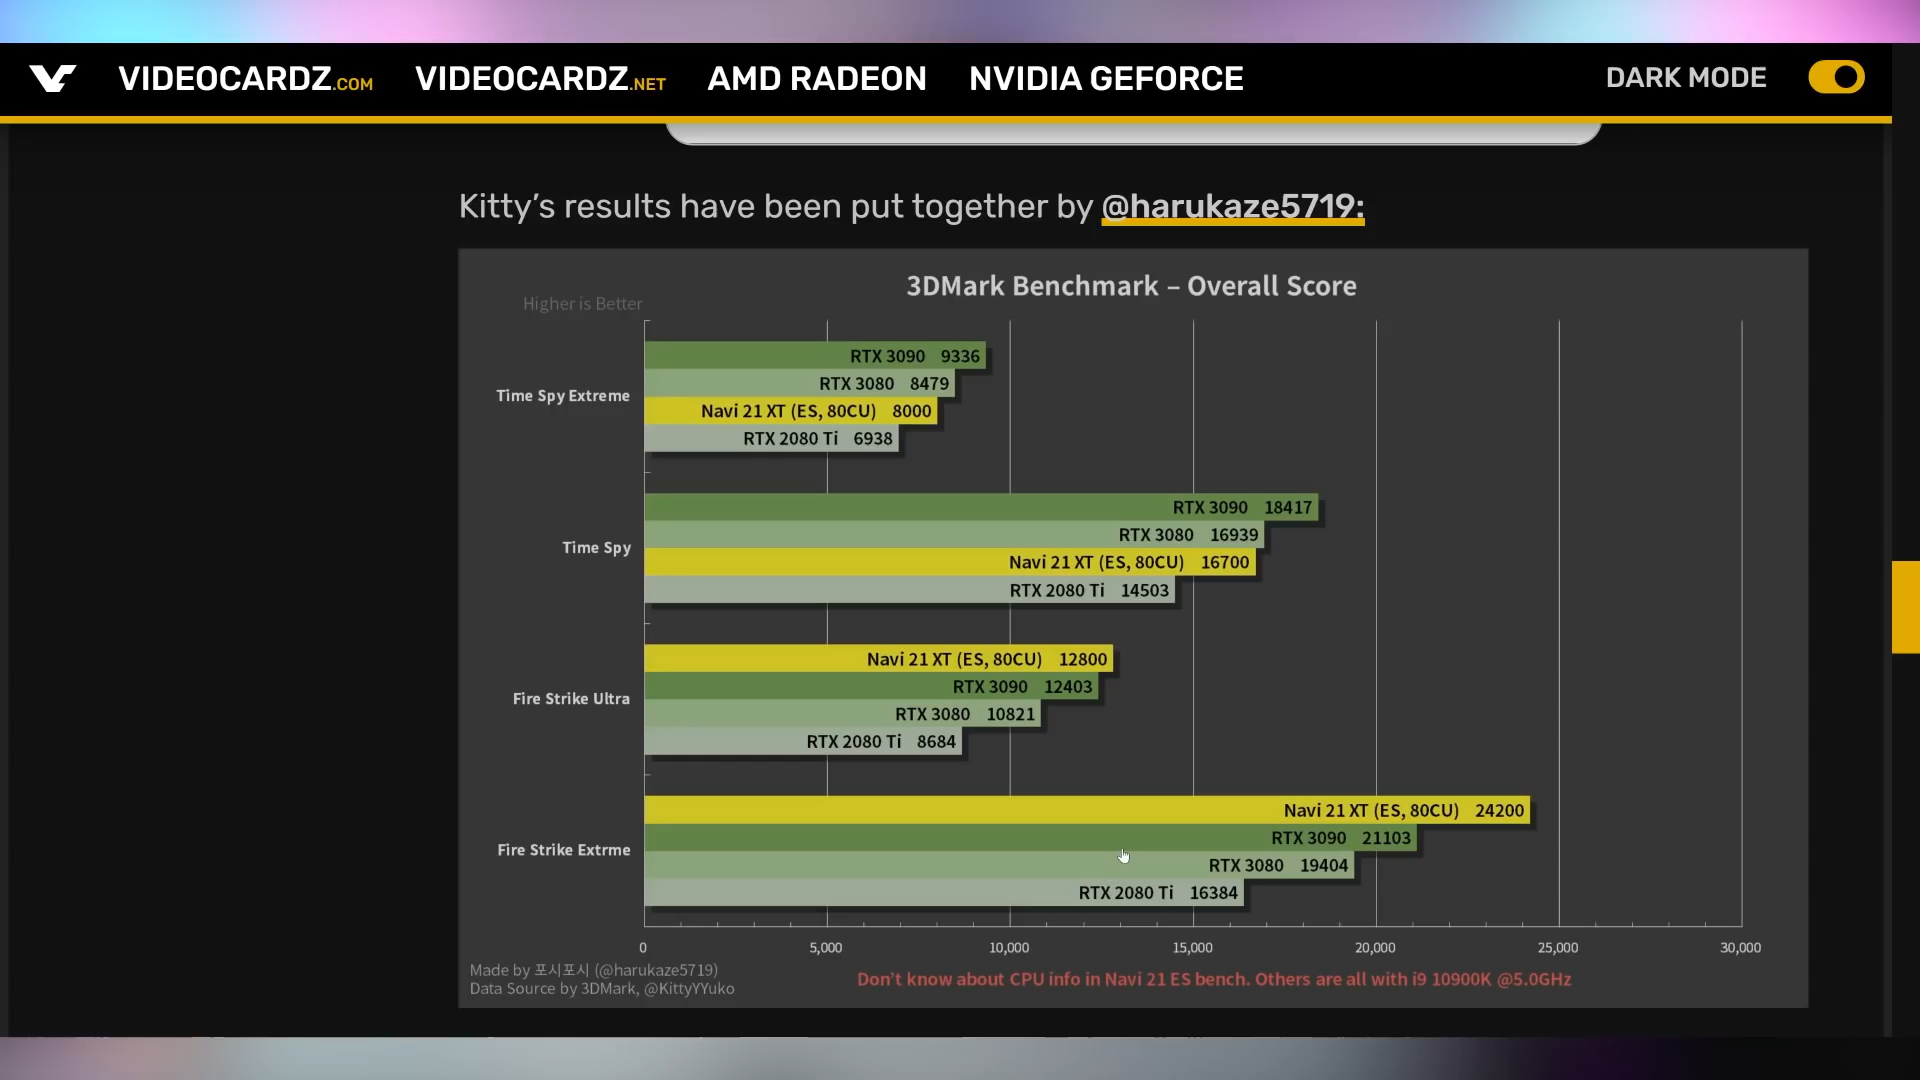 VIDEOCARDZ.COM VIDEOCARDZ.NET AMD RADEON NVIDIA GEFORCE DARK MODE
Kitty’s results have been put together by @harukaze5719:
3DMark Benchmark – Overall Score
Higher is Better
Time Spy Extreme
RTX 3090 9336
RTX 3080 8479
Navi 21 XT (ES, 80CU) 8000
RTX 2080 Ti 6938
Time Spy
RTX 3090 18417
RTX 3080 16939
Navi 21 XT (ES, 80CU) 16700
RTX 2080 Ti 14503
Fire Strike Ultra
Navi 21 XT (ES, 80CU) 12800
RTX 3090 12403
RTX 3080 10821
RTX 2080 Ti 8684
Fire Strike Extrme
Navi 21 XT (ES, 80CU) 24200
RTX 3090 21103
RTX 3080 19404
RTX 2080 Ti 16384
0 5,000 10,000 15,000 20,000 25,000 30,000
Made by 포시포시 (@harukaze5719)
Data Source by 3DMark, @KittyYYuko
Don’t know about CPU info in Navi 21 ES bench. Others are all with i9 10900K @5.0GHz